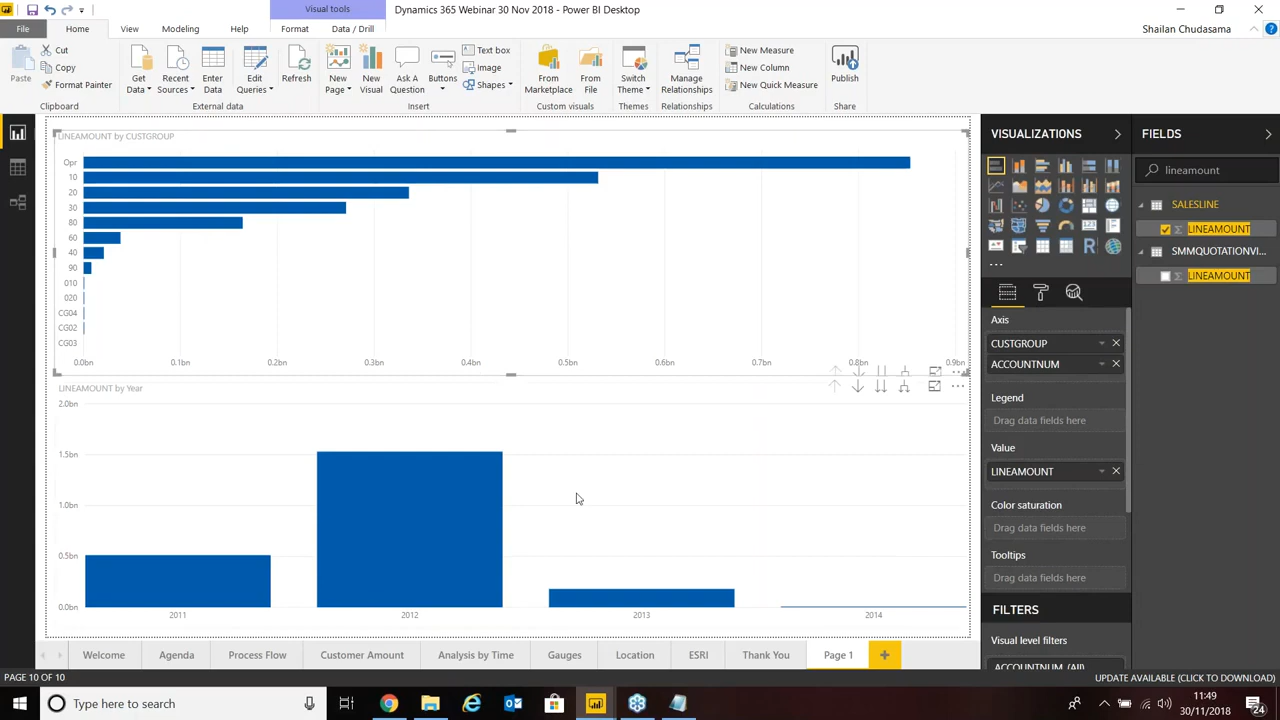 Visual tools
Dynamics 365 Webinar 30 Nov 2018 - Power BI Desktop
File
Home
View
Modeling
Help
Format
Data / Drill
Shailan Chudasama
Paste
Cut
Copy
Format Painter
Clipboard
Get Data
Recent Sources
Enter Data
Edit Queries
Refresh
External data
New Page
New Visual
Ask A Question
Buttons
Text box
Image
Shapes
Insert
From Marketplace
From File
Custom visuals
Switch Theme
Themes
Manage Relationships
Relationships
New Measure
New Column
New Quick Measure
Calculations
Publish
Share
LINEAMOUNT by CUSTGROUP
Opr
10
20
30
80
60
40
90
010
020
CG04
CG02
CG03
0.0bn 0.1bn 0.2bn 0.3bn 0.4bn 0.5bn 0.6bn 0.7bn 0.8bn 0.9bn
LINEAMOUNT by Year
2.0bn
1.5bn
1.0bn
0.5bn
0.0bn
2011 2012 2013 2014
VISUALIZATIONS
R
Axis
CUSTGROUP
ACCOUNTNUM
Legend
Drag data fields here
Value
LINEAMOUNT
Color saturation
Drag data fields here
Tooltips
Drag data fields here
FILTERS
Visual level filters
ACCOUNTNUM (All)
FIELDS
lineamount
SALESLINE
LINEAMOUNT
SMMQUOTATIONVI...
LINEAMOUNT
Welcome
Agenda
Process Flow
Customer Amount
Analysis by Time
Gauges
Location
ESRI
Thank You
Page 1
PAGE 10 OF 10
UPDATE AVAILABLE (CLICK TO DOWNLOAD)
Type here to search
11:49
30/11/2018
24